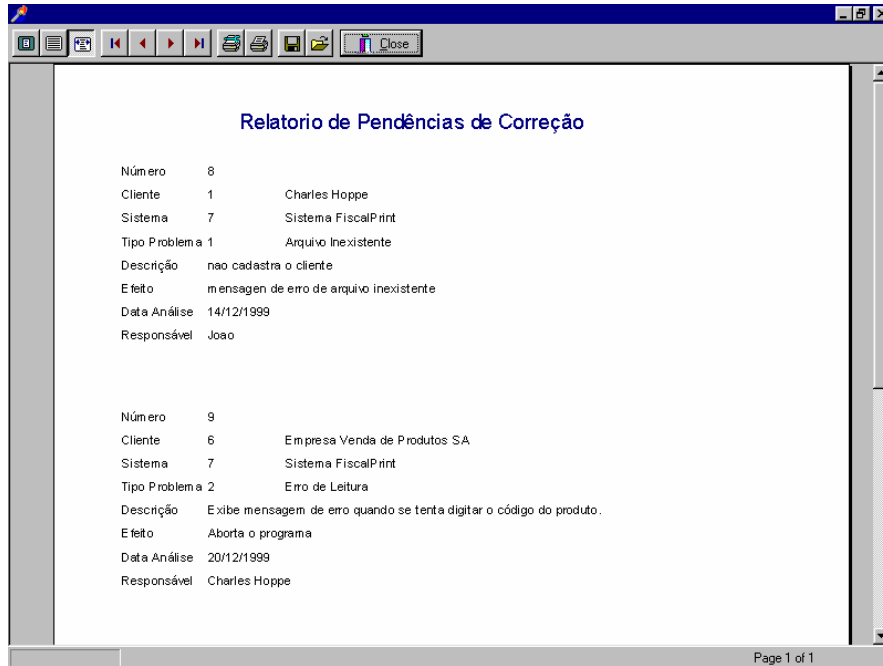 Close
Relatorio de Pendências de Correção
Número 8
Cliente 1 Charles Hoppe
Sistema 7 Sistema FiscalPrint
Tipo Problema 1 Arquivo Inexistente
Descrição nao cadastra o cliente
Efeito mensagen de erro de arquivo inexistente
Data Análise 14/12/1999
Responsável Joao
Número 9
Cliente 6 Empresa Venda de Produtos SA
Sistema 7 Sistema FiscalPrint
Tipo Problema 2 Erro de Leitura
Descrição Exibe mensagem de erro quando se tenta digitar o código do produto.
Efeito Aborta o programa
Data Análise 20/12/1999
Responsável Charles Hoppe
Page 1 of 1